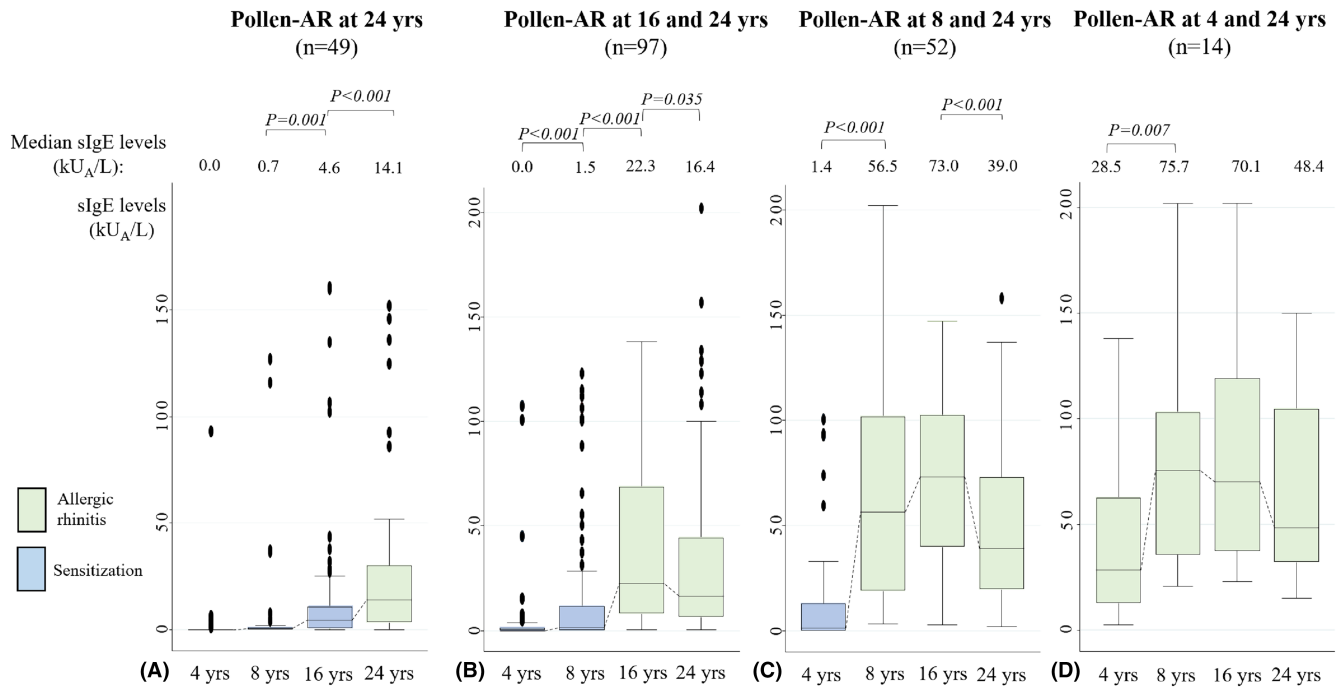 Pollen-AR at 24 yrs
(n=49)
Pollen-AR at 16 and 24 yrs
(n=97)
Pollen-AR at 8 and 24 yrs
(n=52)
Pollen-AR at 4 and 24 yrs
(n=14)
P=0.001
P<0.001
P<0.001
P<0.001
P=0.035
P<0.001
P<0.001
P=0.007
Median sIgE levels
(kUA/L):
0.0 0.7 4.6 14.1
0.0 1.5 22.3 16.4
1.4 56.5 73.0 39.0
28.5 75.7 70.1 48.4
sIgE levels
(kUA/L)
150
100
50
0
200
150
100
50
0
200
150
100
50
0
200
150
100
50
0
Allergic
rhinitis
Sensitization
(A) 4 yrs 8 yrs 16 yrs 24 yrs
(B) 4 yrs 8 yrs 16 yrs 24 yrs
(C) 4 yrs 8 yrs 16 yrs 24 yrs
(D) 4 yrs 8 yrs 16 yrs 24 yrs